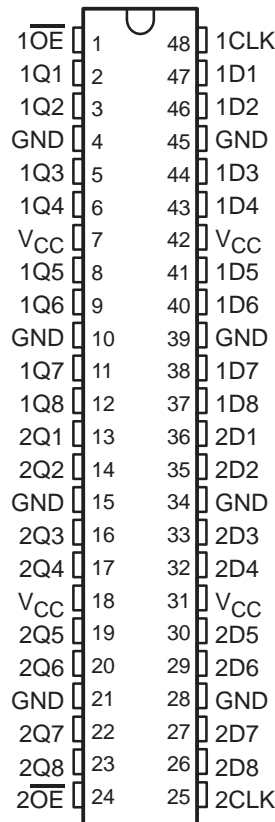 1O̅E̅ 1 48 1CLK
1Q1 2 47 1D1
1Q2 3 46 1D2
GND 4 45 GND
1Q3 5 44 1D3
1Q4 6 43 1D4
VCC 7 42 VCC
1Q5 8 41 1D5
1Q6 9 40 1D6
GND 10 39 GND
1Q7 11 38 1D7
1Q8 12 37 1D8
2Q1 13 36 2D1
2Q2 14 35 2D2
GND 15 34 GND
2Q3 16 33 2D3
2Q4 17 32 2D4
VCC 18 31 VCC
2Q5 19 30 2D5
2Q6 20 29 2D6
GND 21 28 GND
2Q7 22 27 2D7
2Q8 23 26 2D8
2O̅E̅ 24 25 2CLK